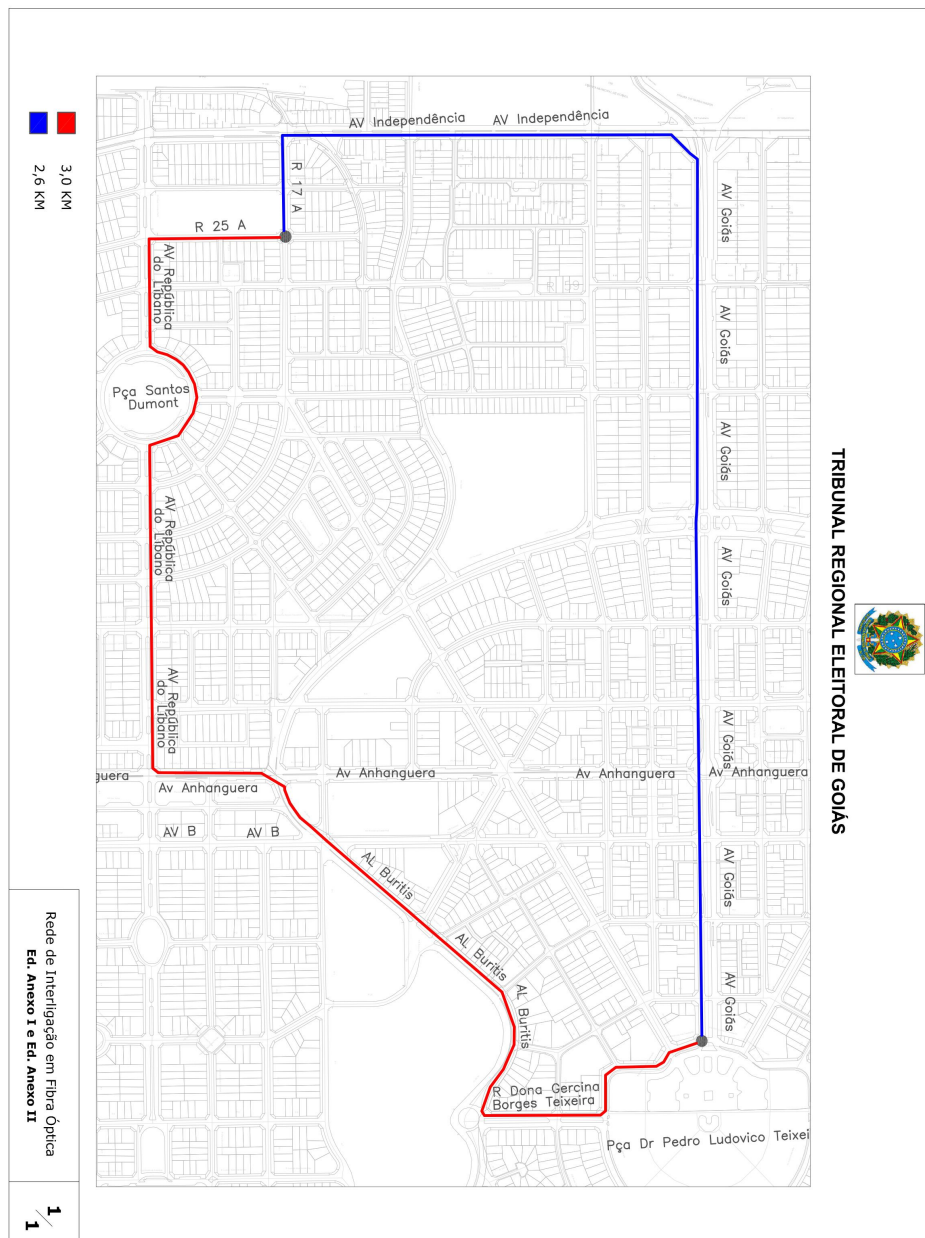 TRIBUNAL REGIONAL ELEITORAL DE GOIÁS
AV Independência
AV Independência
R 17 A
R 25 A
AV República
do Líbano
Pça Santos
Dumont
AV República
do Líbano
AV República
do Líbano
AV Goiás
AV Goiás
AV Goiás
AV Goiás
AV Goiás
AV Goiás
AV Goiás
guera
Av Anhanguera
Av Anhanguera
Av Anhanguera
Av Anhanguera
AV B
AV B
AL Buritis
AL Buritis
AL Buritis
R Dona Gercina
Borges Teixeira
Pça Dr Pedro Ludovico Teixei
3,0 KM
2,6 KM
Rede de Interligação em Fibra Óptica
Ed. Anexo I e Ed. Anexo II
1/1